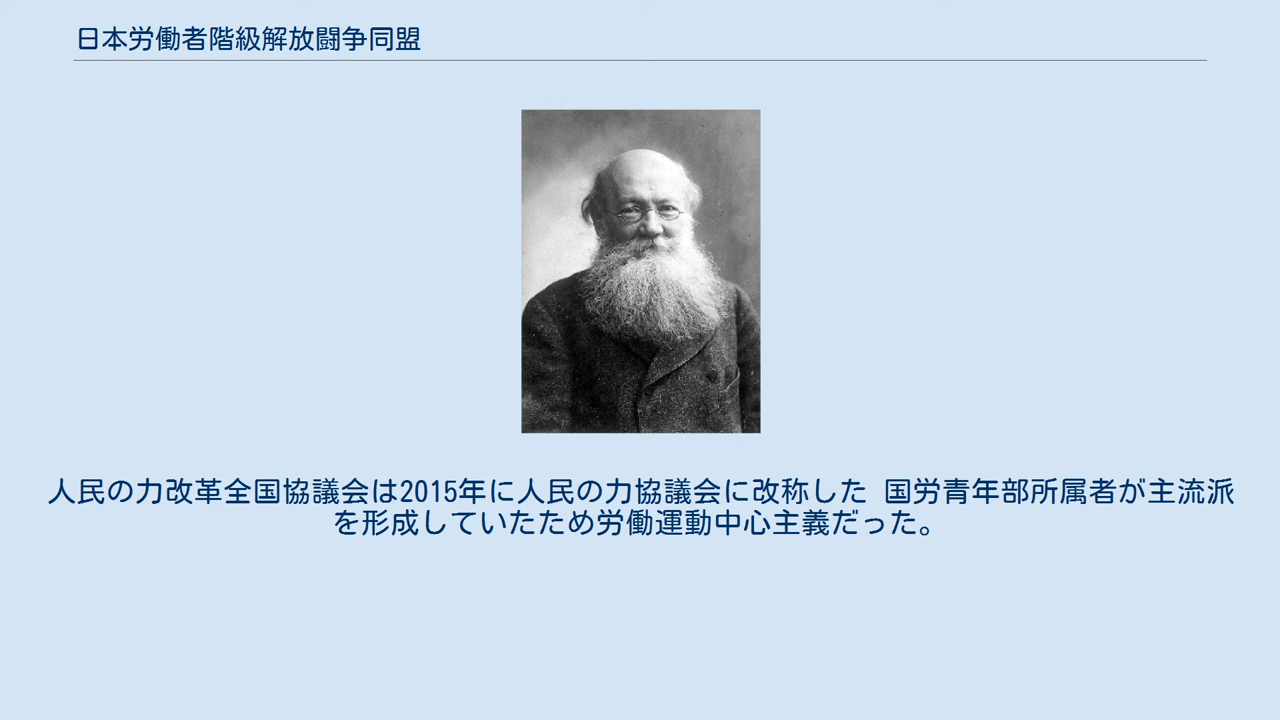 日本労働者階級解放闘争同盟
人民の力改革全国協議会は2015年に人民の力協議会に改称した 国労青年部所属者が主流派
を形成していたため労働運動中心主義だった。